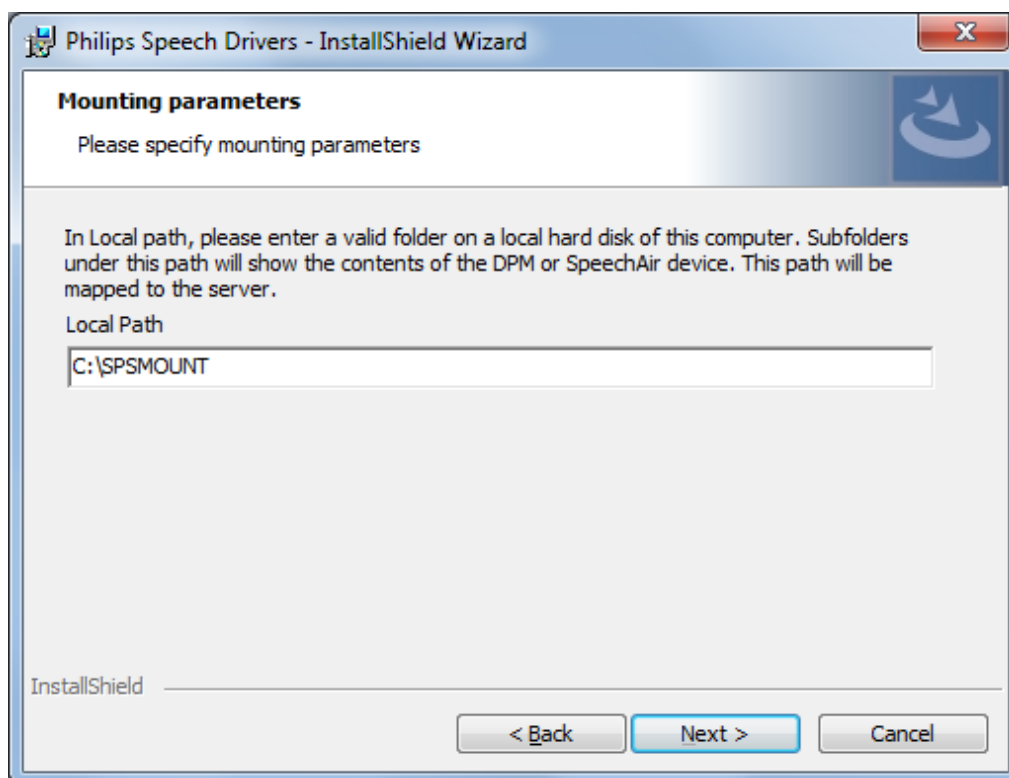 Philips Speech Drivers - InstallShield Wizard
Mounting parameters
Please specify mounting parameters
In Local path, please enter a valid folder on a local hard disk of this computer. Subfolders
under this path will show the contents of the DPM or SpeechAir device. This path will be
mapped to the server.
Local Path
C:\SPSMOUNT
InstallShield
< Back
Next >
Cancel